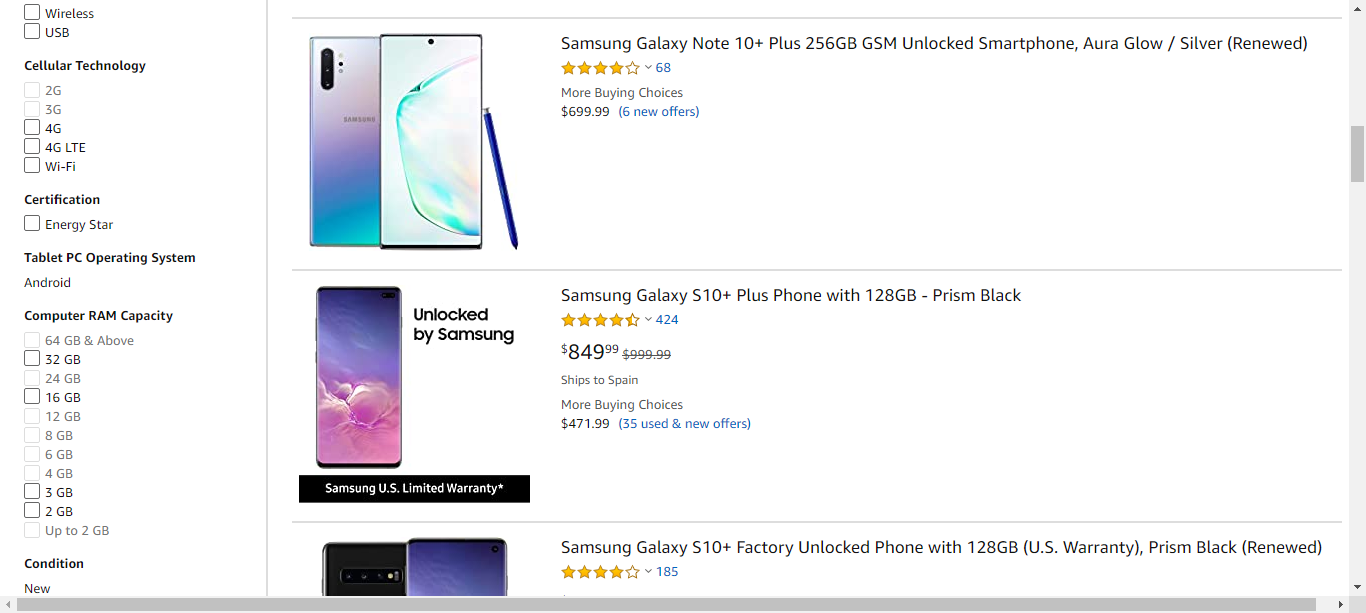 Wireless
USB
Cellular Technology
2G
3G
4G
4G LTE
Wi-Fi
Certification
Energy Star
Tablet PC Operating System
Android
Computer RAM Capacity
64 GB & Above
32 GB
24 GB
16 GB
12 GB
8 GB
6 GB
4 GB
3 GB
2 GB
Up to 2 GB
Condition
New
SAMSUNG
Samsung Galaxy Note 10+ Plus 256GB GSM Unlocked Smartphone, Aura Glow / Silver (Renewed)
68
More Buying Choices
$699.99 (6 new offers)
Unlocked
by Samsung
Samsung U.S. Limited Warranty*
Samsung Galaxy S10+ Plus Phone with 128GB - Prism Black
424
$849.99 $999.99
Ships to Spain
More Buying Choices
$471.99 (35 used & new offers)
Samsung Galaxy S10+ Factory Unlocked Phone with 128GB (U.S. Warranty), Prism Black (Renewed)
185